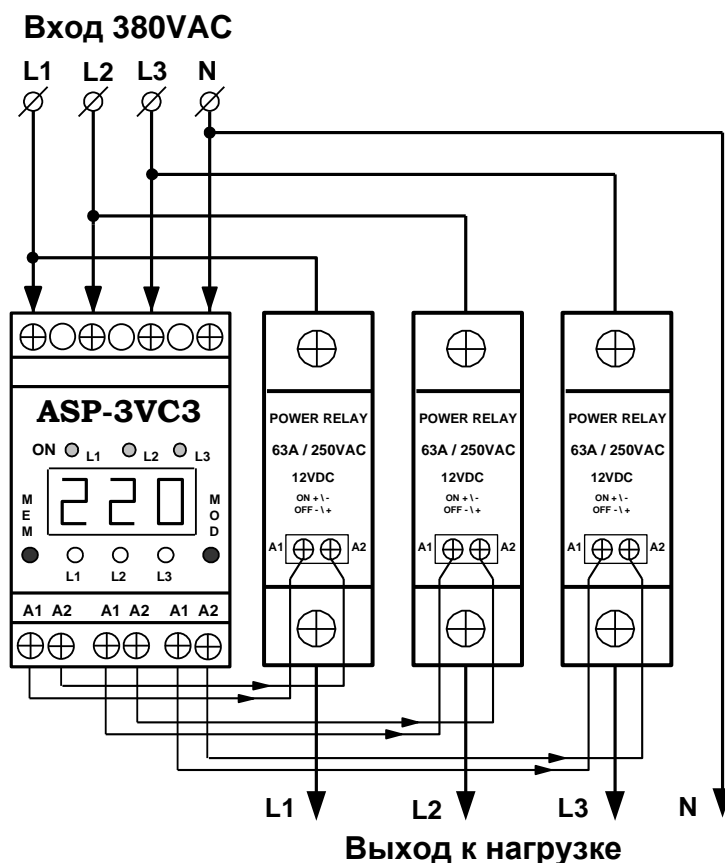 Вход 380VAC
L1 L2 L3 N
ASP-3VC3
ON L1 L2 L3
220
MEM
MOD
L1 L2 L3
A1 A2 A1 A2 A1 A2
POWER RELAY
63A / 250VAC
12VDC
ON + \ -
OFF - \ +
A1 A2
POWER RELAY
63A / 250VAC
12VDC
ON + \ -
OFF - \ +
A1 A2
POWER RELAY
63A / 250VAC
12VDC
ON + \ -
OFF - \ +
A1 A2
L1 L2 L3 N
Выход к нагрузке